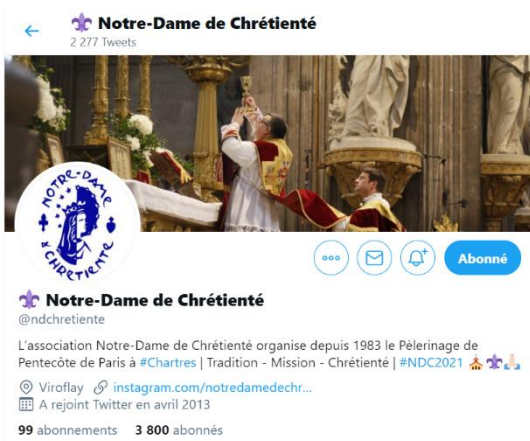 ⚜ Notre-Dame de Chrétienté
2 277 Tweets
NOTRE-DAME
D CHRETIENTE
Abonné
⚜ Notre-Dame de Chrétienté
@ndchretiente
L'association Notre-Dame de Chrétienté organise depuis 1983 le Pèlerinage de
Pentecôte de Paris à #Chartres | Tradition - Mission - Chrétienté | #NDC2021 ⛪⚜🙏
Viroflay instagram.com/notredamedechr...
A rejoint Twitter en avril 2013
99 abonnements 3 800 abonnés